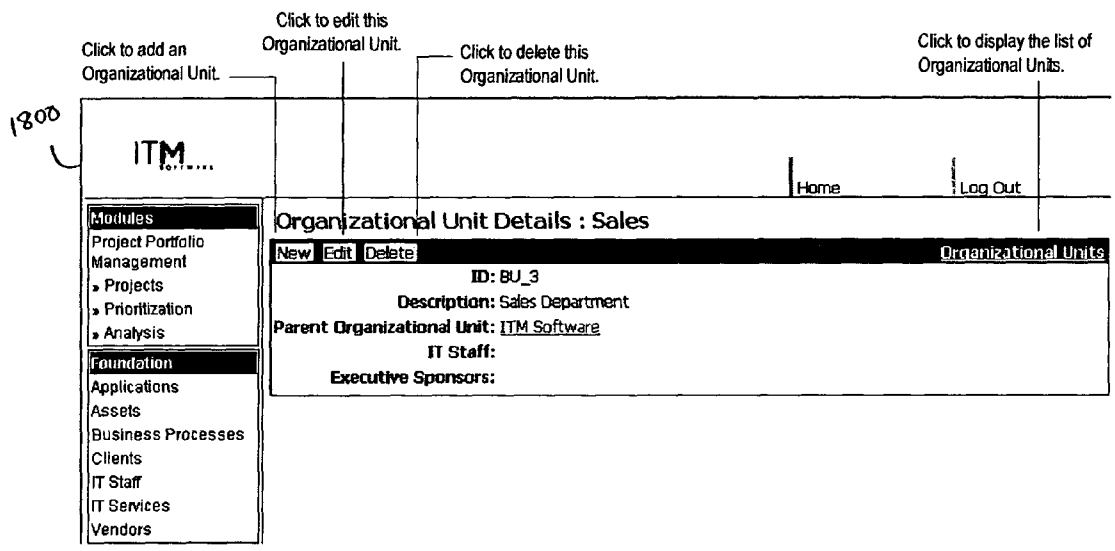 Click to edit this
Organizational Unit.
Click to add an
Organizational Unit.
Click to delete this
Organizational Unit.
Click to display the list of
Organizational Units.
1800
ITM
SOFTWARE
Home
Log Out
Modules
Project Portfolio
Management
» Projects
» Prioritization
» Analysis
Foundation
Applications
Assets
Business Processes
Clients
IT Staff
IT Services
Vendors
Organizational Unit Details : Sales
New Edit Delete Organizational Units
ID: BU_3
Description: Sales Department
Parent Organizational Unit: ITM Software
IT Staff:
Executive Sponsors: